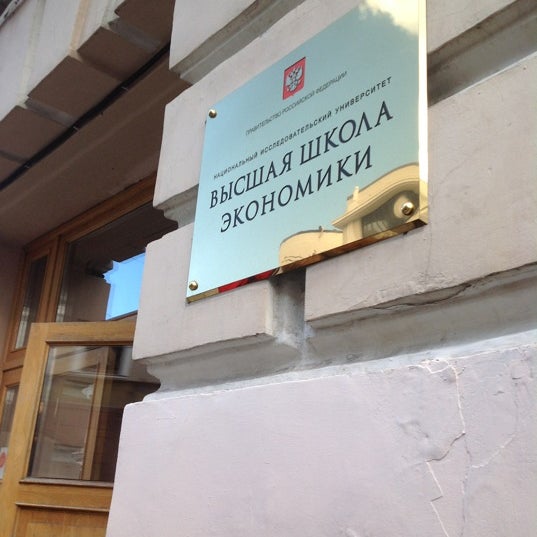 ПРАВИТЕЛЬСТВО РОССИЙСКОЙ ФЕДЕРАЦИИ
НАЦИОНАЛЬНЫЙ ИССЛЕДОВАТЕЛЬСКИЙ УНИВЕРСИТЕТ
ВЫСШАЯ ШКОЛА
ЭКОНОМИКИ